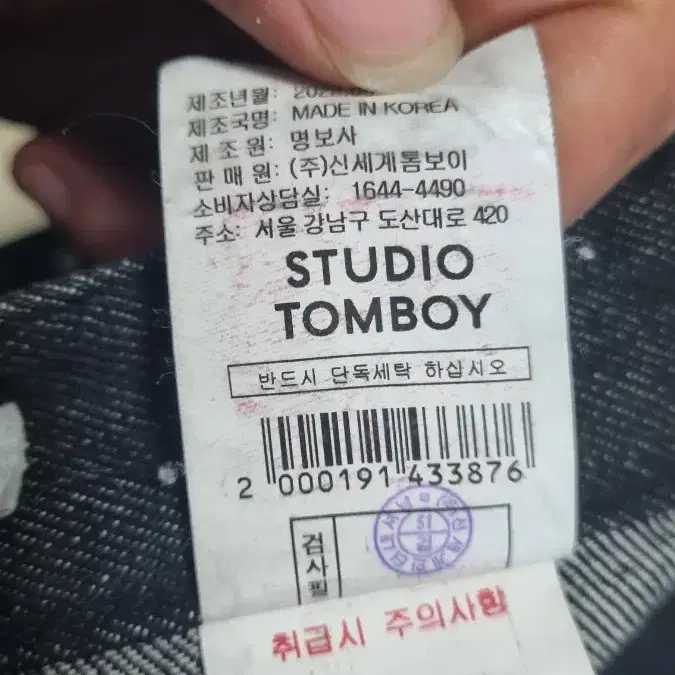 제조년월:
제조국명: MADE IN KOREA
제 조 원: 명보사
판 매 원: (주)신세계톰보이
소비자상담실: 1644-4490
주소: 서울 강남구 도산대로 420
STUDIO
TOMBOY
반드시 단독세탁 하십시오
2 000191 433876
검사필
취급시 주의사항